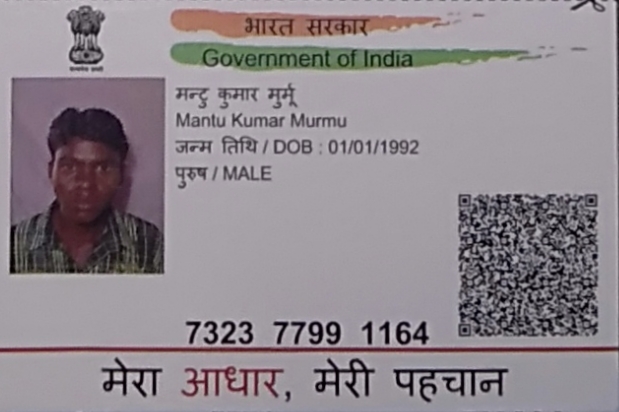 भारत सरकार
Government of India
मन्टु कुमार मुर्मू
Mantu Kumar Murmu
जन्म तिथि / DOB : 01/01/1992
पुरुष / MALE
7323 7799 1164
मेरा आधार, मेरी पहचान